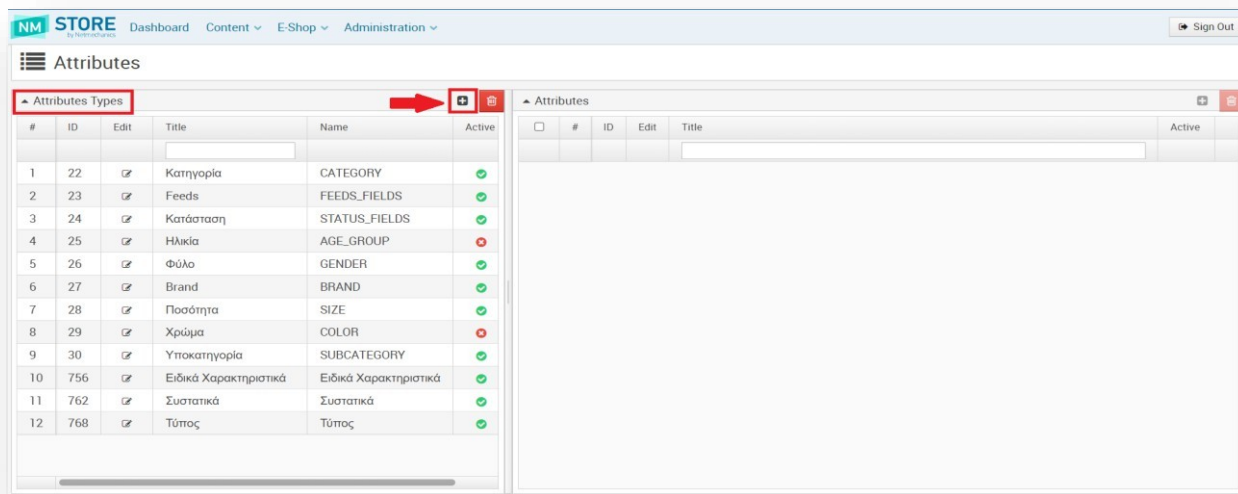 NM STORE by Netmechanics Dashboard Content E-Shop Administration Sign Out
Attributes
Attributes Types
# ID Edit Title Name Active
1 22 Κατηγορία CATEGORY
2 23 Feeds FEEDS_FIELDS
3 24 Κατάσταση STATUS_FIELDS
4 25 Ηλικία AGE_GROUP
5 26 Φύλο GENDER
6 27 Brand BRAND
7 28 Ποσότητα SIZE
8 29 Χρώμα COLOR
9 30 Υποκατηγορία SUBCATEGORY
10 756 Ειδικά Χαρακτηριστικά Ειδικά Χαρακτηριστικά
11 762 Συστατικά Συστατικά
12 768 Τύπος Τύπος
Attributes
# ID Edit Title Active